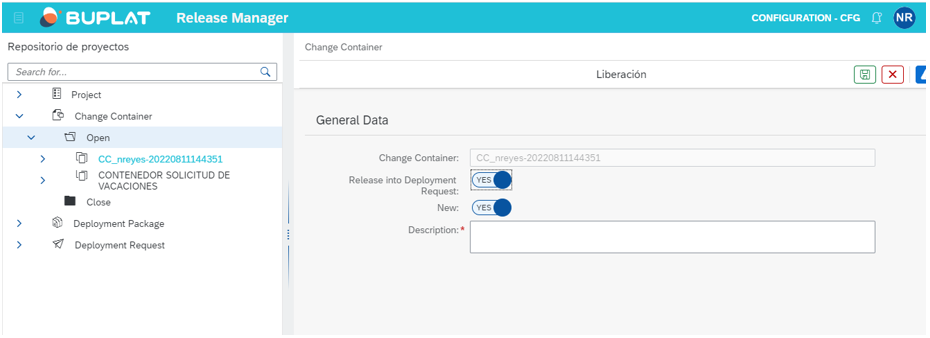 BUPLAT Release Manager CONFIGURATION - CFG NR
Repositorio de proyectos
Search for...
Project
Change Container
Open
CC_nreyes-20220811144351
CONTENEDOR SOLICITUD DE
VACACIONES
Close
Deployment Package
Deployment Request
Change Container
Liberación
General Data
Change Container: CC_nreyes-20220811144351
Release into Deployment YES
Request:
New: YES
Description:*